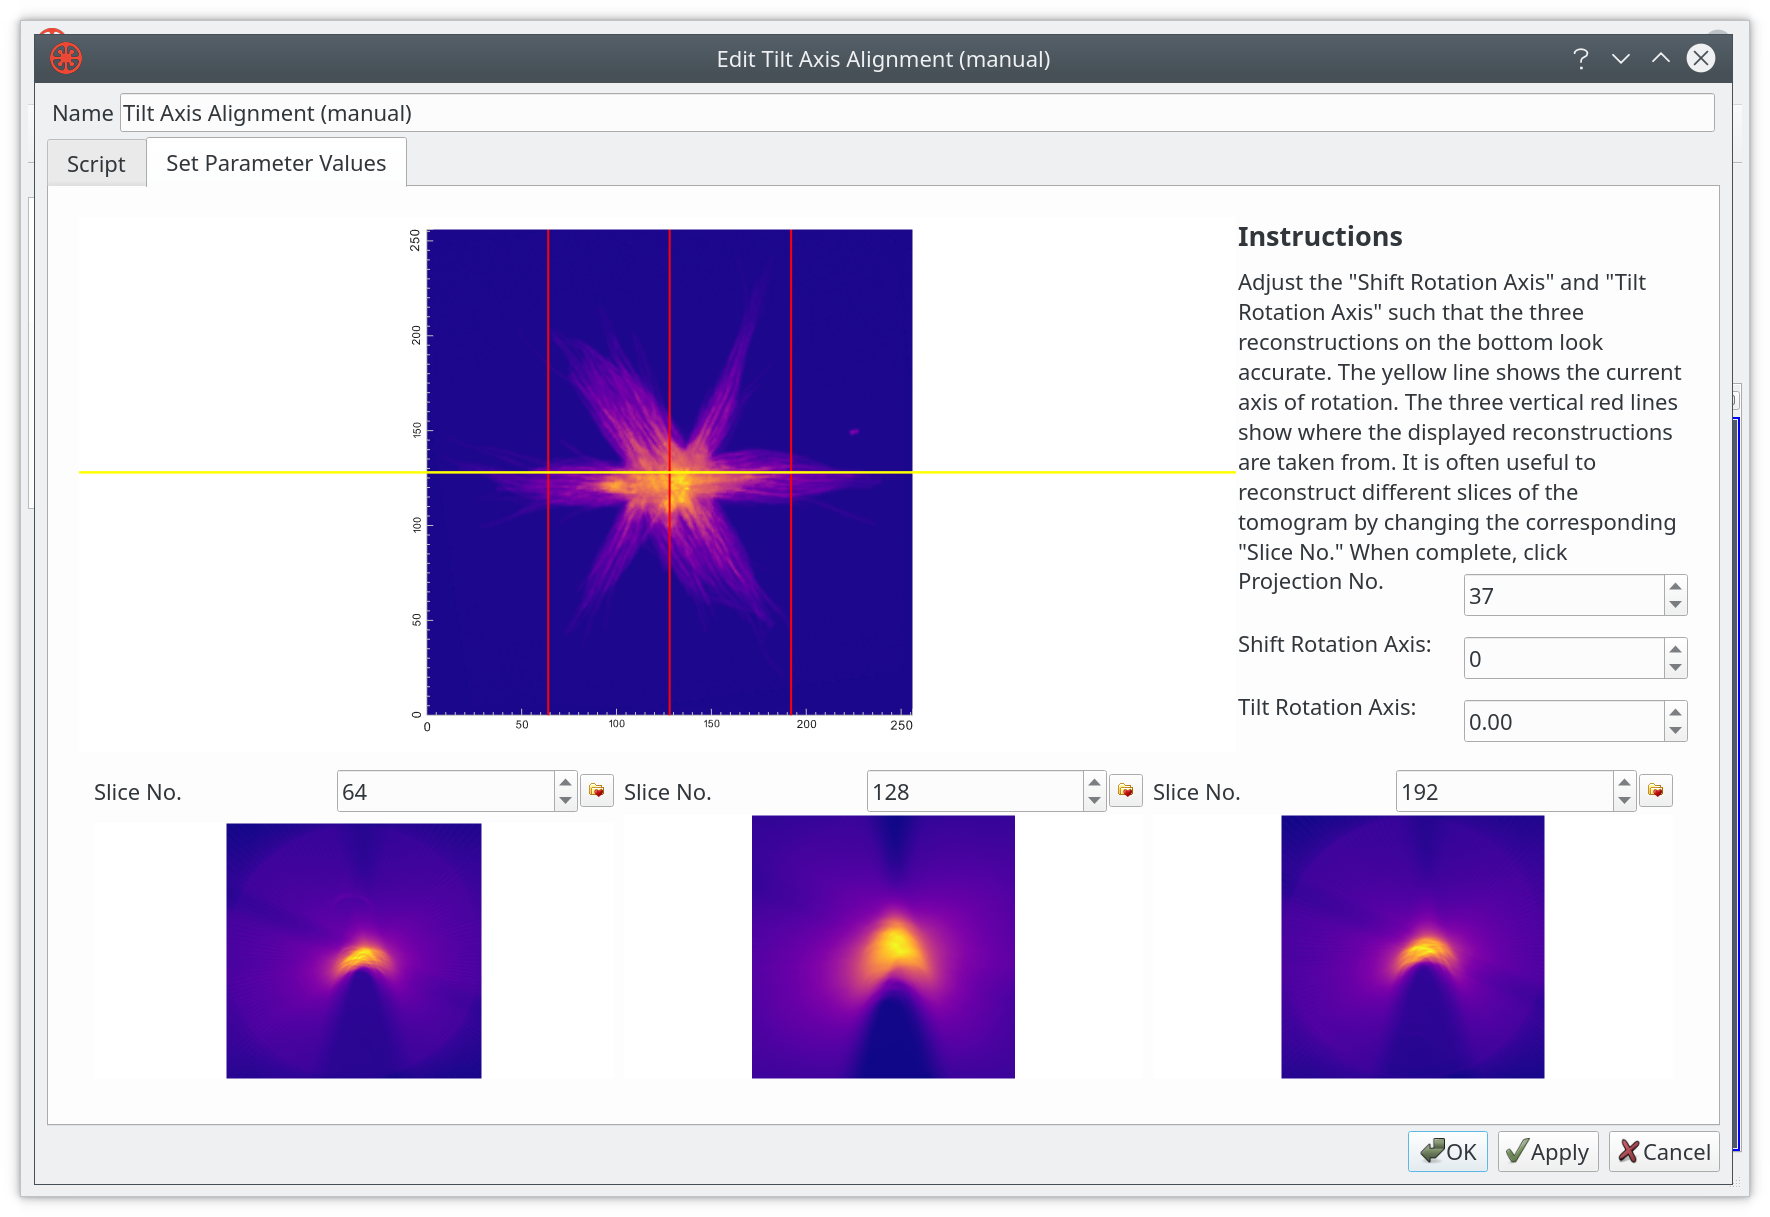 Edit Tilt Axis Alignment (manual)
Name Tilt Axis Alignment (manual)
Script Set Parameter Values
250
200
150
100
50
0
0 50 100 150 200 250
Instructions
Adjust the "Shift Rotation Axis" and "Tilt
Rotation Axis" such that the three
reconstructions on the bottom look
accurate. The yellow line shows the current
axis of rotation. The three vertical red lines
show where the displayed reconstructions
are taken from. It is often useful to
reconstruct different slices of the
tomogram by changing the corresponding
"Slice No." When complete, click
Projection No. 37
Shift Rotation Axis: 0
Tilt Rotation Axis: 0.00
Slice No. 64 Slice No. 128 Slice No. 192
OK Apply Cancel